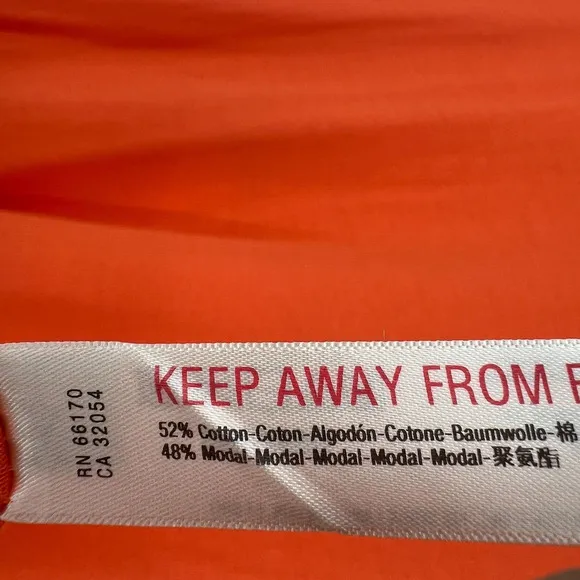 RN 66170
CA 32054
KEEP AWAY FROM F
52% Cotton-Coton-Algodón-Cotone-Baumwolle-棉
48% Modal-Modal-Modal-Modal-Modal-聚氨酯